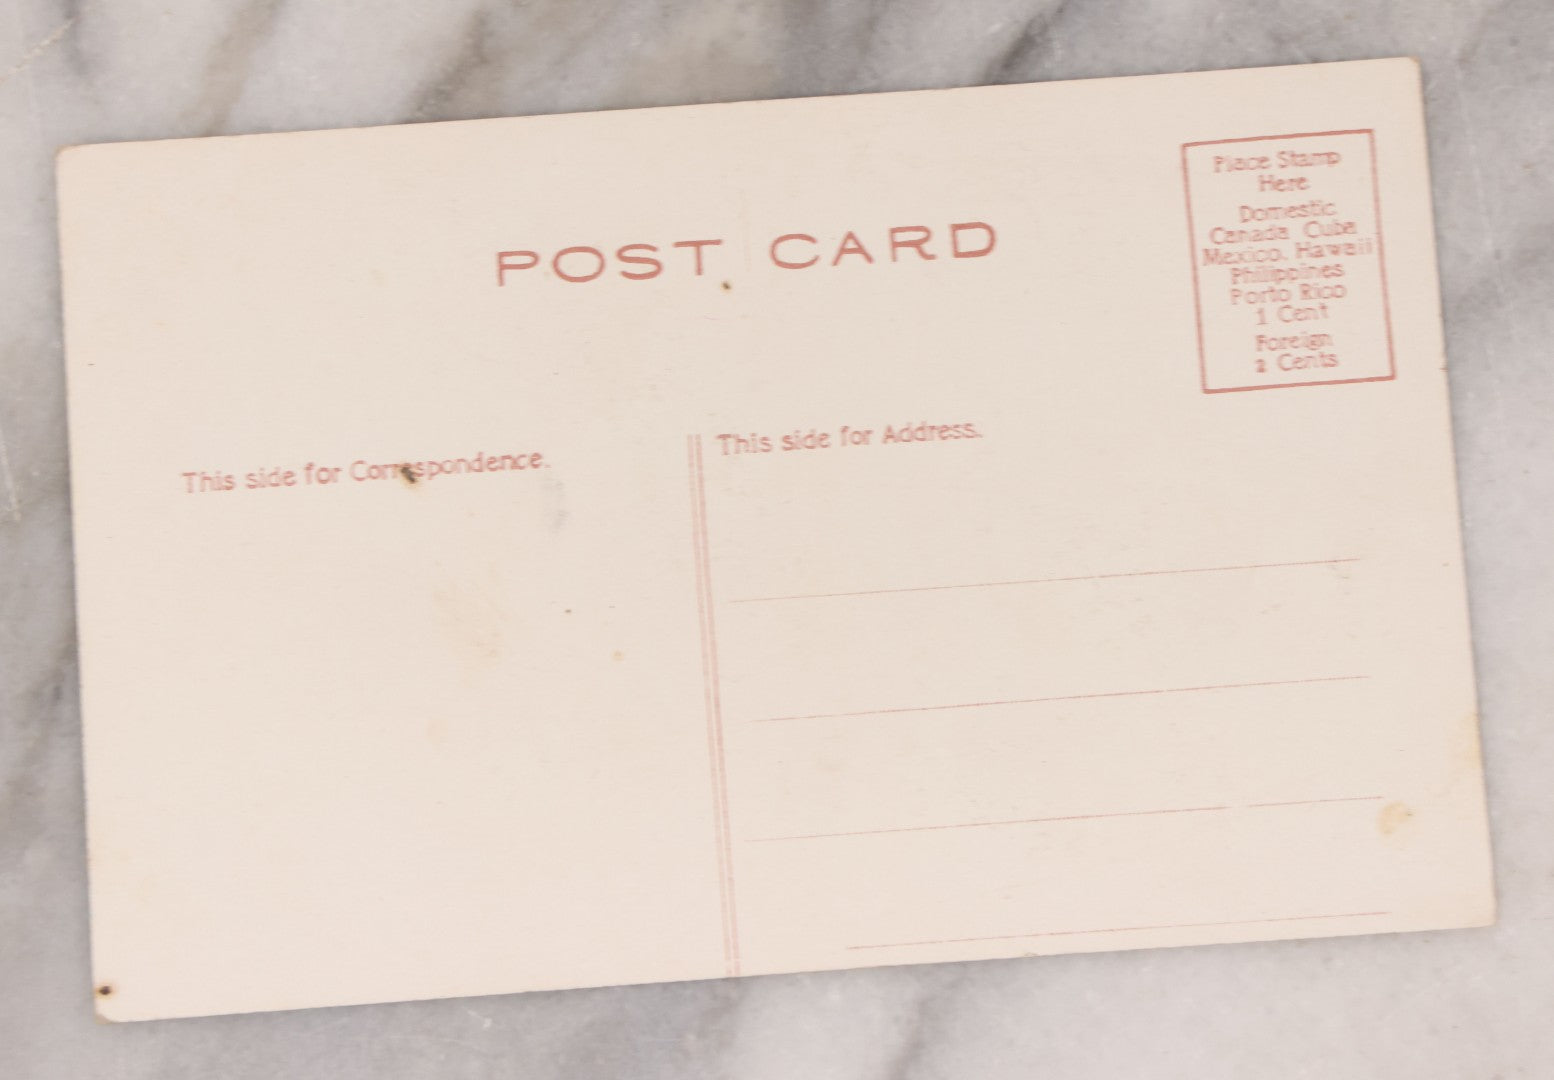 POST CARD
Place Stamp
Here
Domestic
Canada Cuba
Mexico. Hawaii
Philippines
Porto Rico
1 Cent
Foreign
2 Cents
This side for Correspondence.
This side for Address.